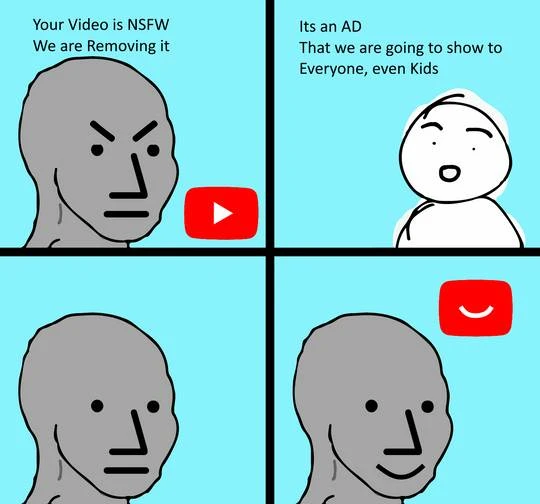 Your Video is NSFW
We are Removing it
Its an AD
That we are going to show to
Everyone, even Kids